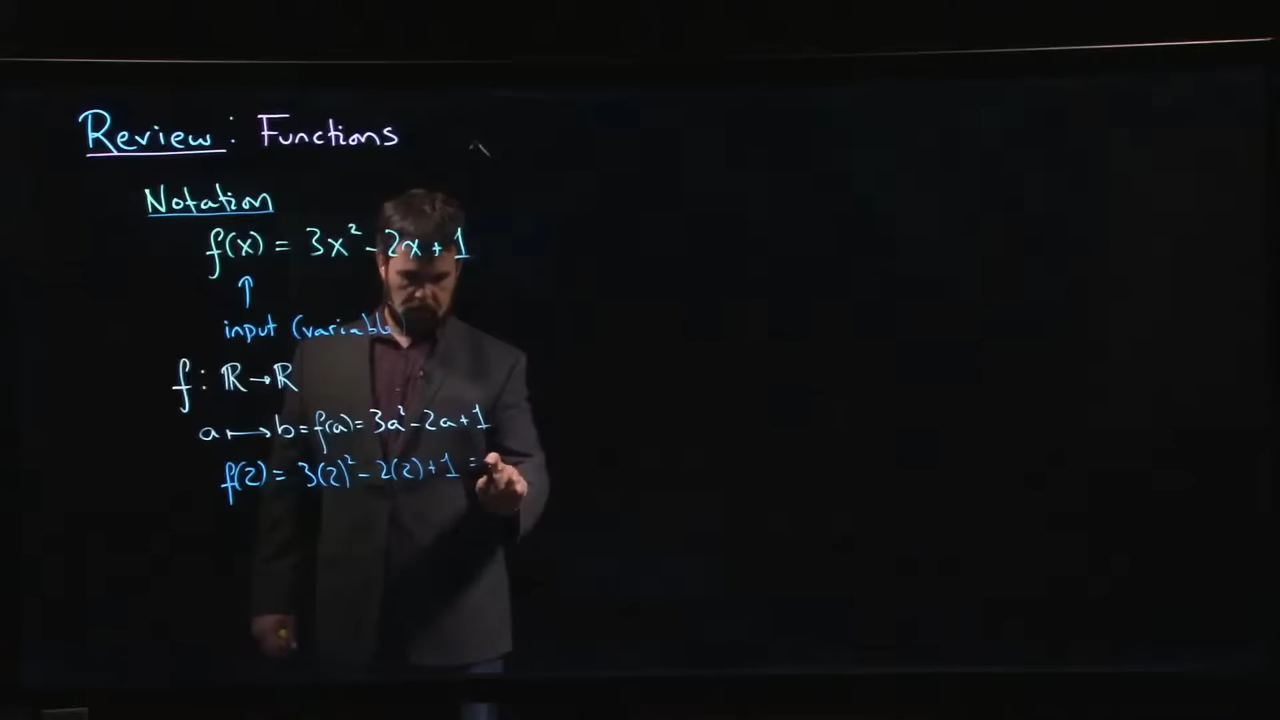 Review: Functions
Notation
f(x) = 3x² - 2x + 1
↑
input (variable)
f: ℝ → ℝ
a ⟼ b = f(a) = 3a² - 2a + 1
f(2) = 3(2)² - 2(2) + 1 =